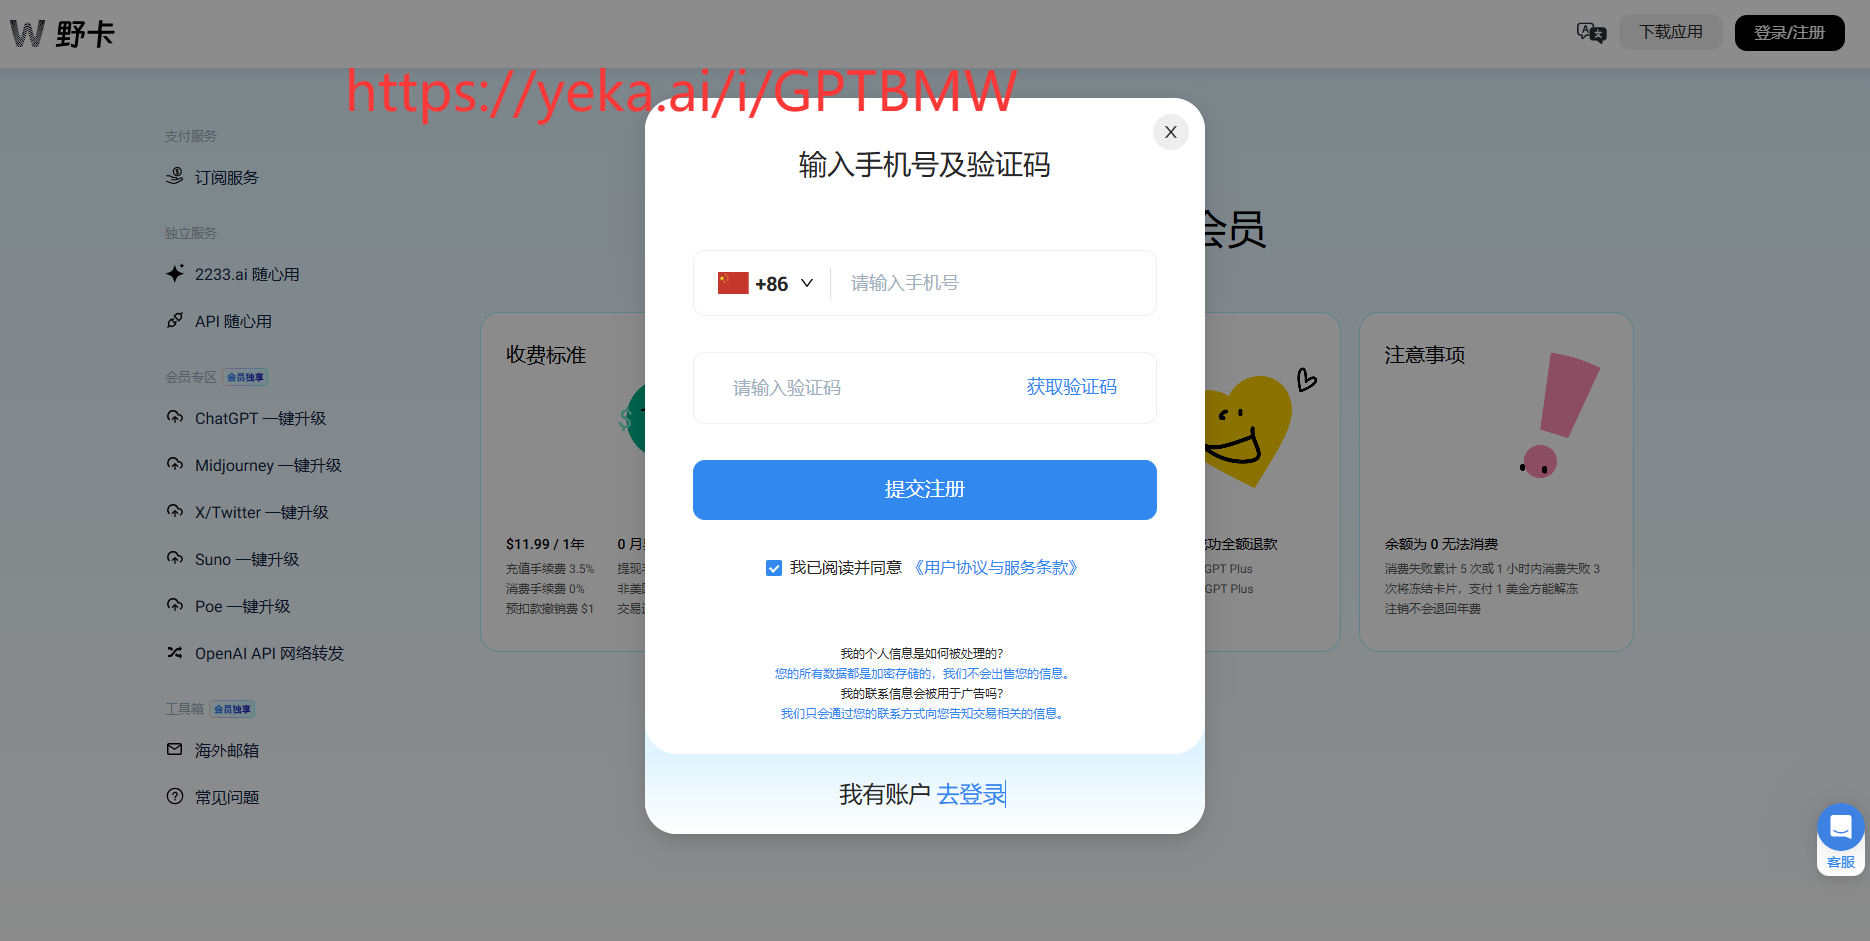 W 野卡
下载应用
登录/注册
https://yeka.ai/i/GPTBMW
支付服务
订阅服务
独立服务
2233.ai 随心用
API 随心用
会员专区 会员独享
ChatGPT 一键升级
Midjourney 一键升级
X/Twitter 一键升级
Suno 一键升级
Poe 一键升级
OpenAI API 网络转发
工具箱 会员独享
海外邮箱
常见问题
会员
收费标准
$11.99 / 1年
充值手续费 3.5%
消费手续费 0%
预扣款撤销费 $1
0 月
提现
非美
交易
X
输入手机号及验证码
+86 请输入手机号
请输入验证码 获取验证码
提交注册
我已阅读并同意 《用户协议与服务条款》
我的个人信息是如何被处理的?
您的所有数据都是加密存储的，我们不会出售您的信息。
我的联系信息会被用于广告吗?
我们只会通过您的联系方式向您告知交易相关的信息。
我有账户 去登录
功全额退款
GPT Plus
GPT Plus
注意事项
余额为 0 无法消费
消费失败累计 5 次或 1 小时内消费失败 3
次将冻结卡片，支付 1 美金方能解冻
注销不会退回年费
客服